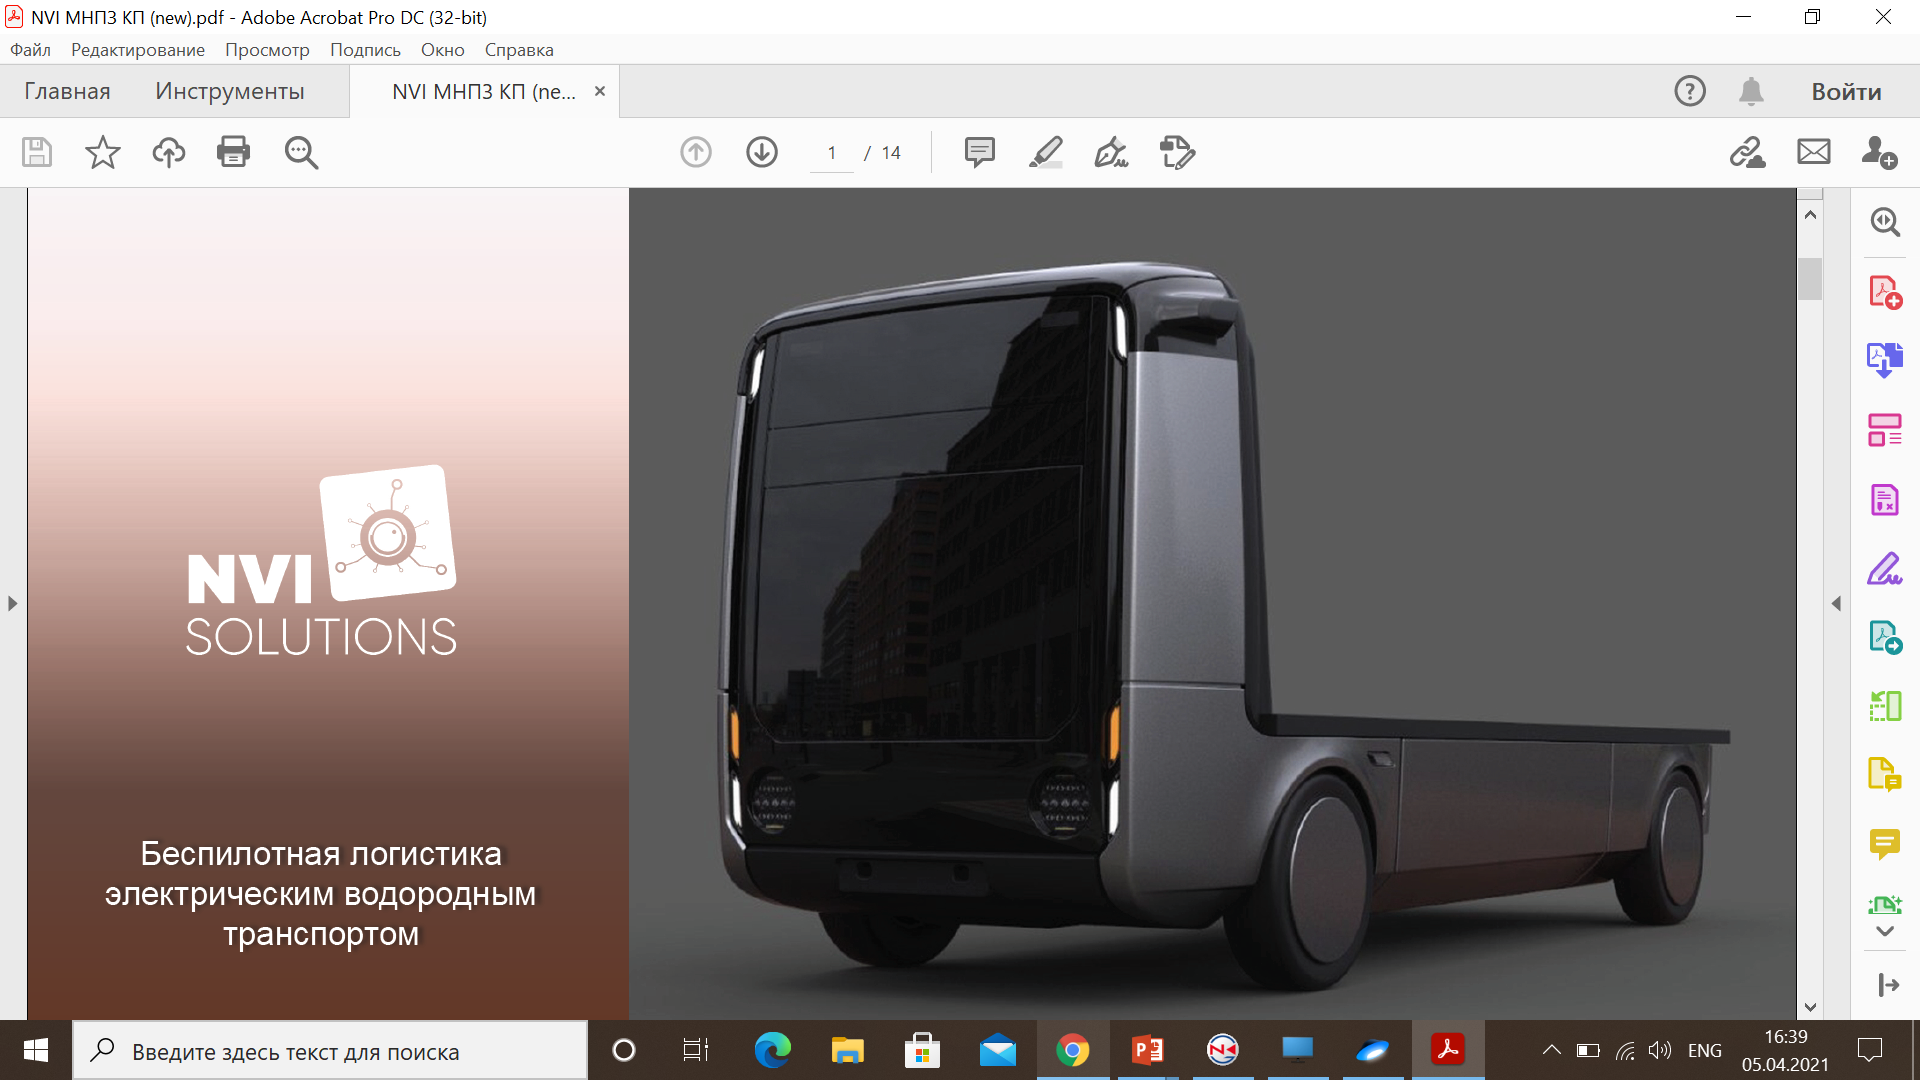 NVI МНПЗ КП (new).pdf - Adobe Acrobat Pro DC (32-bit)
Файл Редактирование Просмотр Подпись Окно Справка
Главная Инструменты NVI МНПЗ КП (ne... Войти
1 / 14
NVI
SOLUTIONS
Беспилотная логистика
электрическим водородным
транспортом
Введите здесь текст для поиска
ENG
16:39
05.04.2021